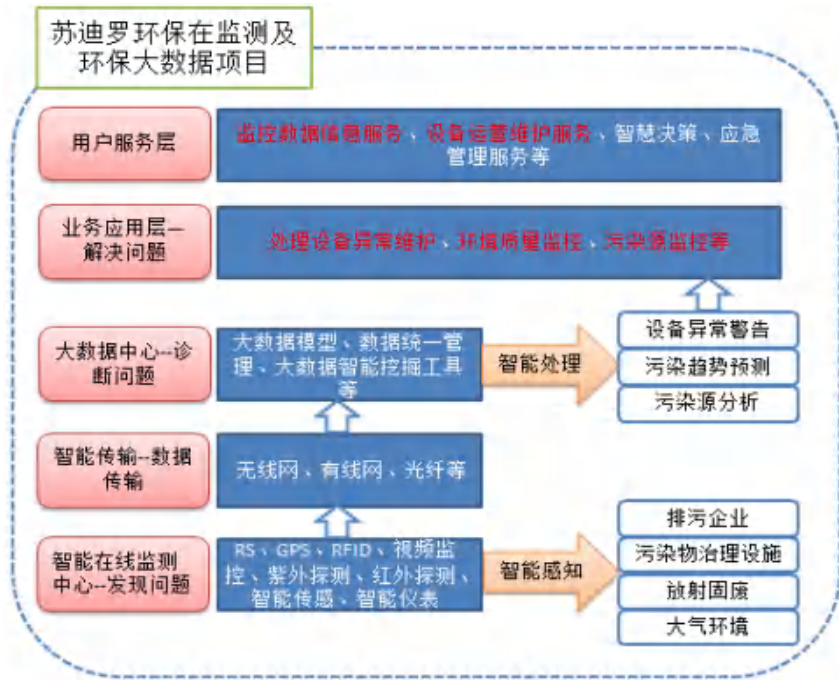 苏迪罗环保在监测及
环保大数据项目
用户服务层
监控数据信息服务、设备运营维护服务、智慧决策、应急
管理服务等
业务应用层--
解决问题
处理设备异常维护、环境质量监控、污染源监控等
大数据中心--诊
断问题
大数据模型、数据统一管
理、大数据智能挖掘工具
等
智能处理
设备异常警告
污染趋势预测
污染源分析
智能传输--数据
传输
无线网、有线网、光纤等
智能在线监测
中心--发现问题
RS、GPS、RFID、视频监
控、紫外探测、红外探测、
智能传感、智能仪表
智能感知
排污企业
污染物治理设施
放射固废
大气环境